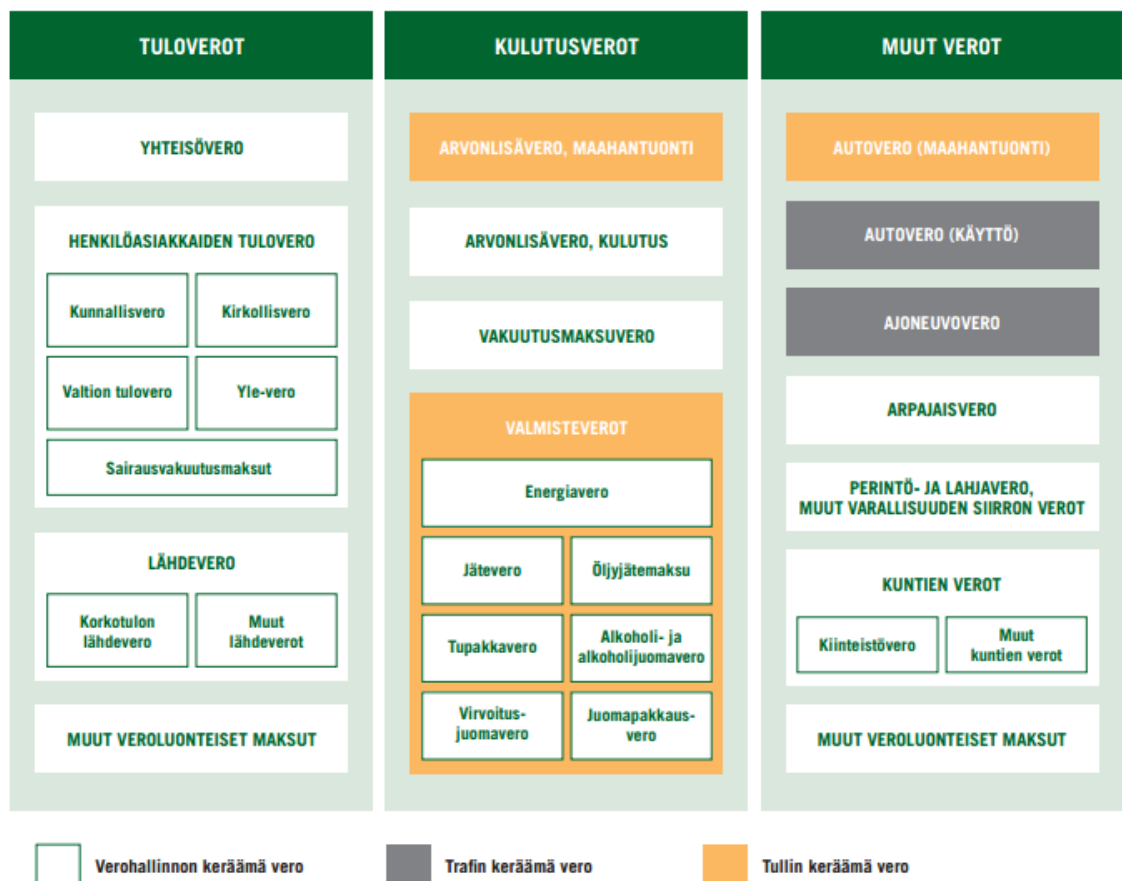 TULOVEROT
YHTEISÖVERO
HENKILÖASIAKKAIDEN TULOVERO
Kunnallisvero
Kirkollisvero
Valtion tulovero
Yle-vero
Sairausvakuutusmaksut
LÄHDEVERO
Korkotulon
lähdevero
Muut
lähdeverot
MUUT VEROLUONTEISET MAKSUT
KULUTUSVEROT
ARVONLISÄVERO, MAAHANTUONTI
ARVONLISÄVERO, KULUTUS
VAKUUTUSMAKSUVERO
VALMISTEVEROT
Energiavero
Jätevero
Öljyjätemaksu
Tupakkavero
Alkoholi- ja
alkoholijuomavero
Virvoitus-
juomavero
Juomapakkaus-
vero
MUUT VEROT
AUTOVERO (MAAHANTUONTI)
AUTOVERO (KÄYTTÖ)
AJONEUVOVERO
ARPAJAISVERO
PERINTÖ- JA LAHJAVERO,
MUUT VARALLISUUDEN SIIRRON VEROT
KUNTIEN VEROT
Kiinteistövero
Muut
kuntien verot
MUUT VEROLUONTEISET MAKSUT
Verohallinnon keräämä vero
Trafin keräämä vero
Tullin keräämä vero